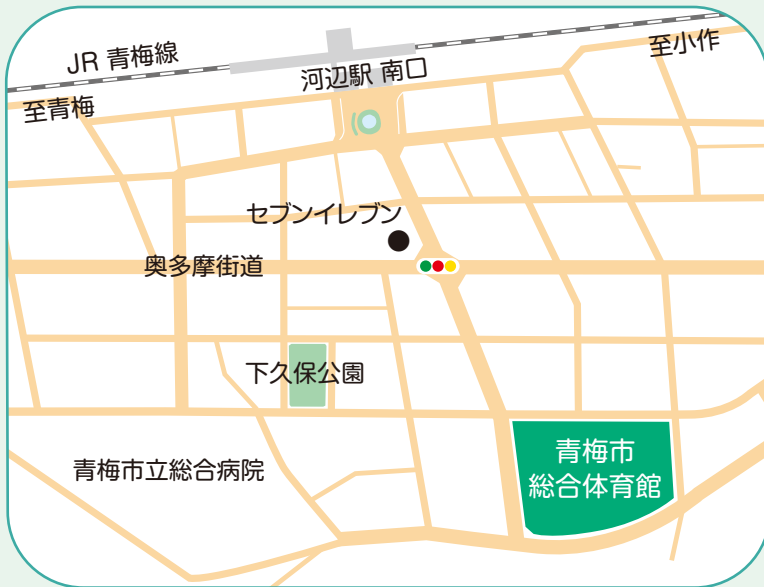 JR 青梅線
至小作
河辺駅 南口
至青梅
セブンイレブン
奥多摩街道
下久保公園
青梅市
総合体育館
青梅市立総合病院